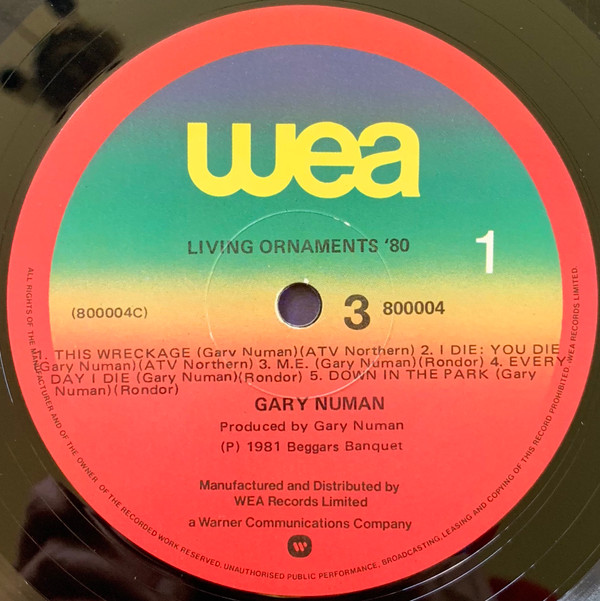 wea
LIVING ORNAMENTS '80
1
(800004C)
3 800004
1. THIS WRECKAGE (Gary Numan)(ATV Northern) 2. I DIE: YOU DIE
(Gary Numan)(ATV Northern) 3. M.E. (Gary Numan)(Rondor) 4. EVERY
DAY I DIE (Gary Numan)(Rondor) 5. DOWN IN THE PARK (Gary
Numan)(Rondor)
GARY NUMAN
Produced by Gary Numan
(P) 1981 Beggars Banquet
Manufactured and Distributed by
WEA Records Limited
a Warner Communications Company
ALL RIGHTS OF THE MANUFACTURER AND OF THE OWNER OF THE RECORDED WORK RESERVED. UNAUTHORISED PUBLIC PERFORMANCE, BROADCASTING, LEASING AND COPYING OF THIS RECORD PROHIBITED. WEA RECORDS LIMITED.